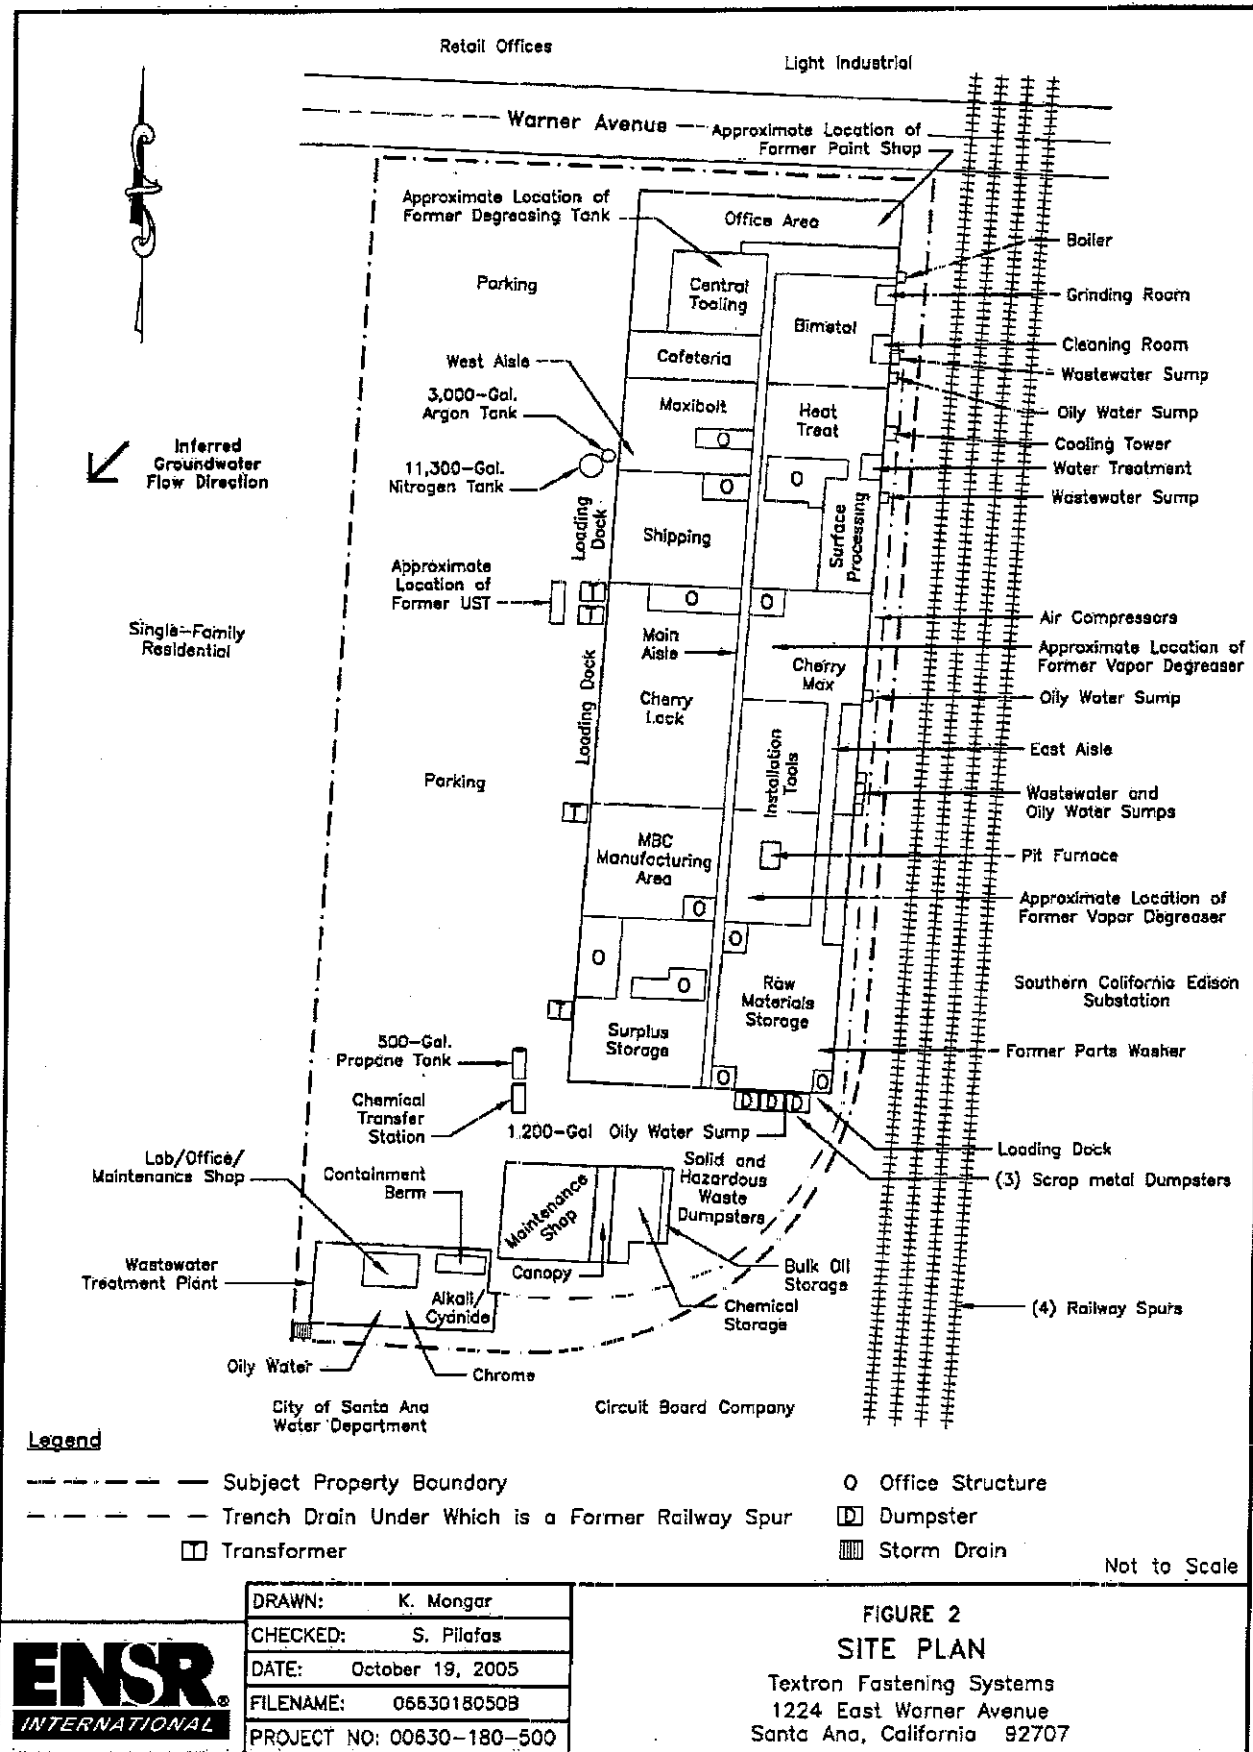 Retail Offices
Light Industrial
Warner Avenue
Approximate Location of
Former Paint Shop
Approximate Location of
Former Degreasing Tank
Office Area
Boiler
Parking
Central
Tooling
Grinding Room
Bimetal
Cleaning Room
West Aisle
Cafeteria
Wastewater Sump
3,000-Gal.
Argon Tank
Maxibolt
Heat
Treat
Oily Water Sump
Cooling Tower
Inferred
Groundwater
Flow Direction
11,300-Gal.
Nitrogen Tank
O
O
O
Water Treatment
Wastewater Sump
Loading
Dock
Shipping
Surface
Processing
Approximate
Location of
Former UST
T
T
O
O
Air Compressors
Single-Family
Residential
Main
Aisle
Cherry
Max
Approximate Location of
Former Vapor Degreaser
Loading Dock
Cherry
Lock
Oily Water Sump
Installation
Tools
East Aisle
Parking
Wastewater and
Oily Water Sumps
T
MBC
Manufacturing
Area
Pit Furnace
O
Approximate Location of
Former Vapor Degreaser
O
O
O
Raw
Materials
Storage
Southern California Edison
Substation
T
Surplus
Storage
500-Gal.
Propane Tank
Former Parts Washer
O
O
Chemical
Transfer
Station
D D D
1,200-Gal Oily Water Sump
Loading Dock
Lab/Office/
Maintenance Shop
Containment
Berm
Maintenance
Shop
Solid and
Hazardous
Waste
Dumpsters
(3) Scrap metal Dumpsters
Wastewater
Treatment Plant
Canopy
Bulk Oil
Storage
Alkali/
Cyanide
Chemical
Storage
(4) Railway Spurs
Oily Water
Chrome
City of Santa Ana
Water Department
Circuit Board Company
Legend
Subject Property Boundary
O Office Structure
Trench Drain Under Which is a Former Railway Spur
D Dumpster
T Transformer
Storm Drain
Not to Scale
DRAWN: K. Mongar
CHECKED: S. Pilafas
DATE: October 19, 2005
FILENAME: 0663018050B
PROJECT NO: 00630-180-500
ENSR®
INTERNATIONAL
FIGURE 2
SITE PLAN
Textron Fastening Systems
1224 East Warner Avenue
Santa Ana, California 92707